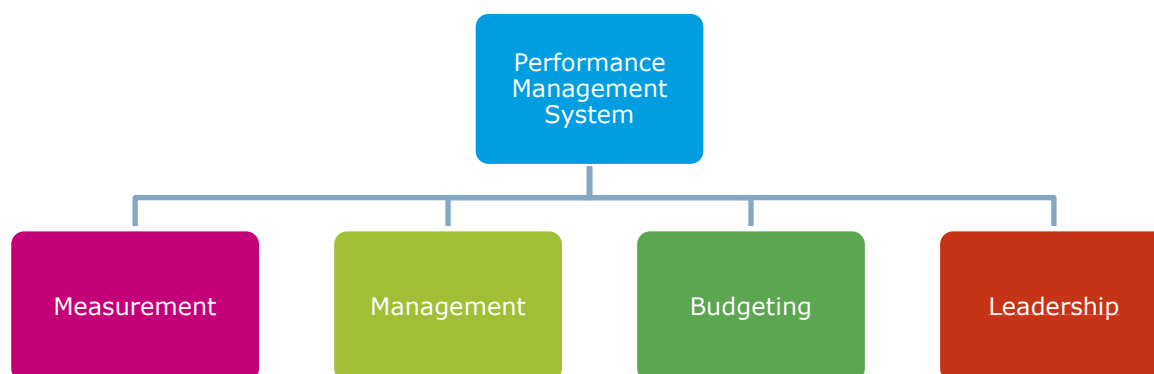 Performance
Management
System
Measurement
Management
Budgeting
Leadership